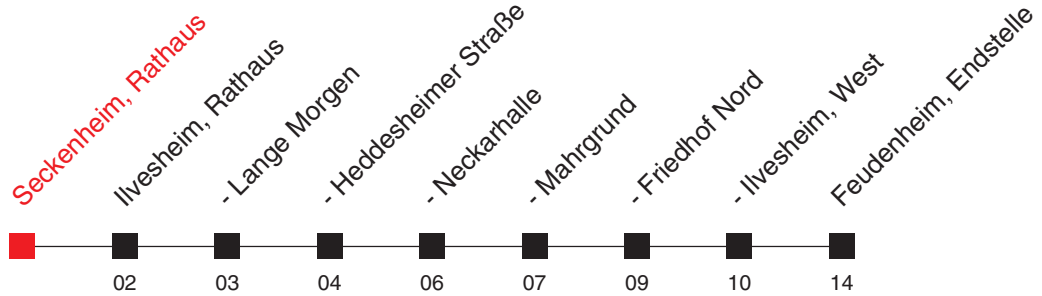 Seckenheim, Rathaus
Ilvesheim, Rathaus
- Lange Morgen
- Heddesheimer Straße
- Neckarhalle
- Mahrgrund
- Friedhof Nord
- Ilvesheim, West
Feudenheim, Endstelle
02
03
04
06
07
09
10
14